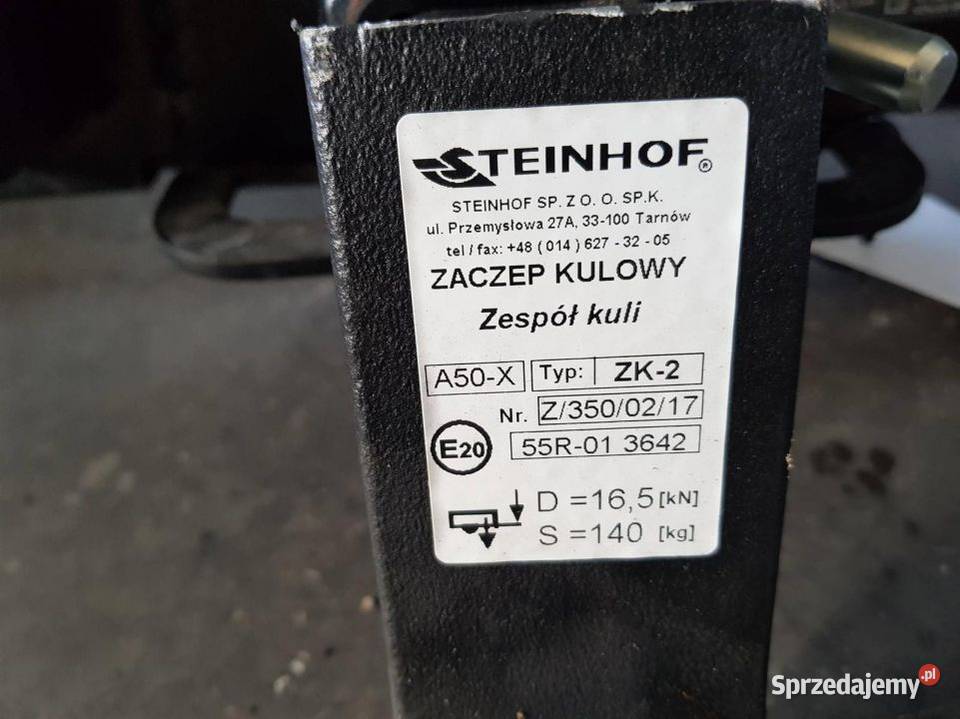 STEINHOF®
STEINHOF SP. Z O. O. SP.K.
ul. Przemysłowa 27A, 33-100 Tarnów
tel / fax: +48 ( 014 ) 627 - 32 - 05
ZACZEP KULOWY
Zespół kuli
A50-X Typ: ZK-2
Nr. Z/350/02/17
E20 55R-01 3642
D =16,5[kN]
S =140 [kg]
Sprzedajemy.pl